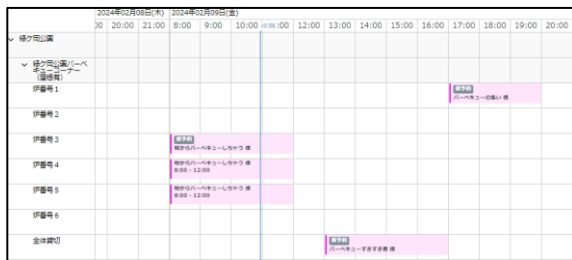 2024年02月08日(木) 2024年02月09日(金)
00 20:00 21:00 8:00 9:00 10:00 :00 12:00 13:00 14:00 15:00 16:00 17:00 18:00 19:00 20:00
緑ケ岡公園
緑ケ岡公園バーベ
キューコーナー
(屋根有)
炉番号1
仮予約
バーベキューの集い 様
炉番号2
炉番号3
仮予約
朝からバーベキューしちゃう 様
炉番号4
朝からバーベキューしちゃう 様
8:00 - 12:00
炉番号5
朝からバーベキューしちゃう 様
8:00 - 12:00
炉番号6
全体貸切
仮予約
バーベキューすきすき君 様